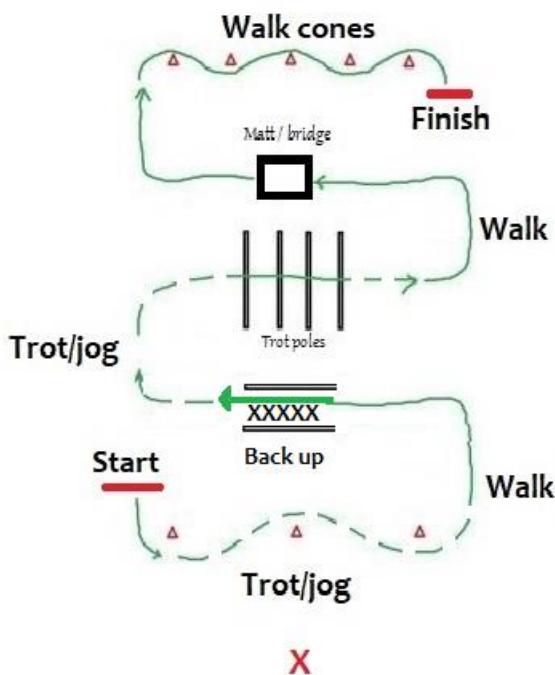 Walk cones
Finish
Matt / bridge
Walk
Trot/jog
Trot poles
XXXXX
Back up
Start
Walk
Trot/jog
X